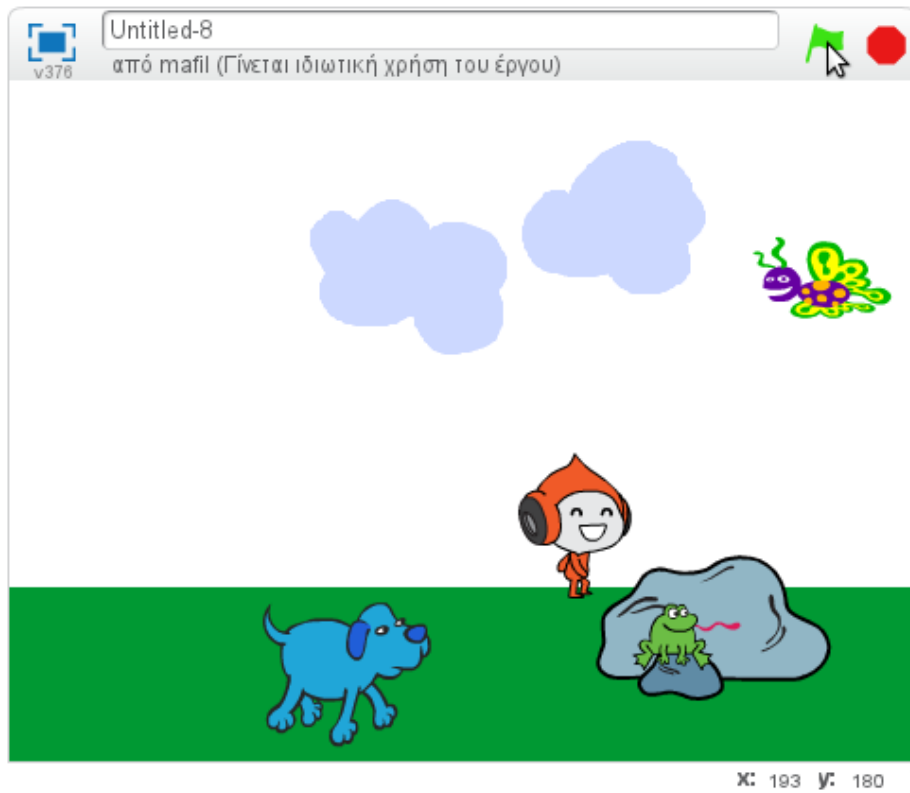 Untitled-8
v376
από mafil (Γίνεται ιδιωτική χρήση του έργου)
x: 193 y: 180